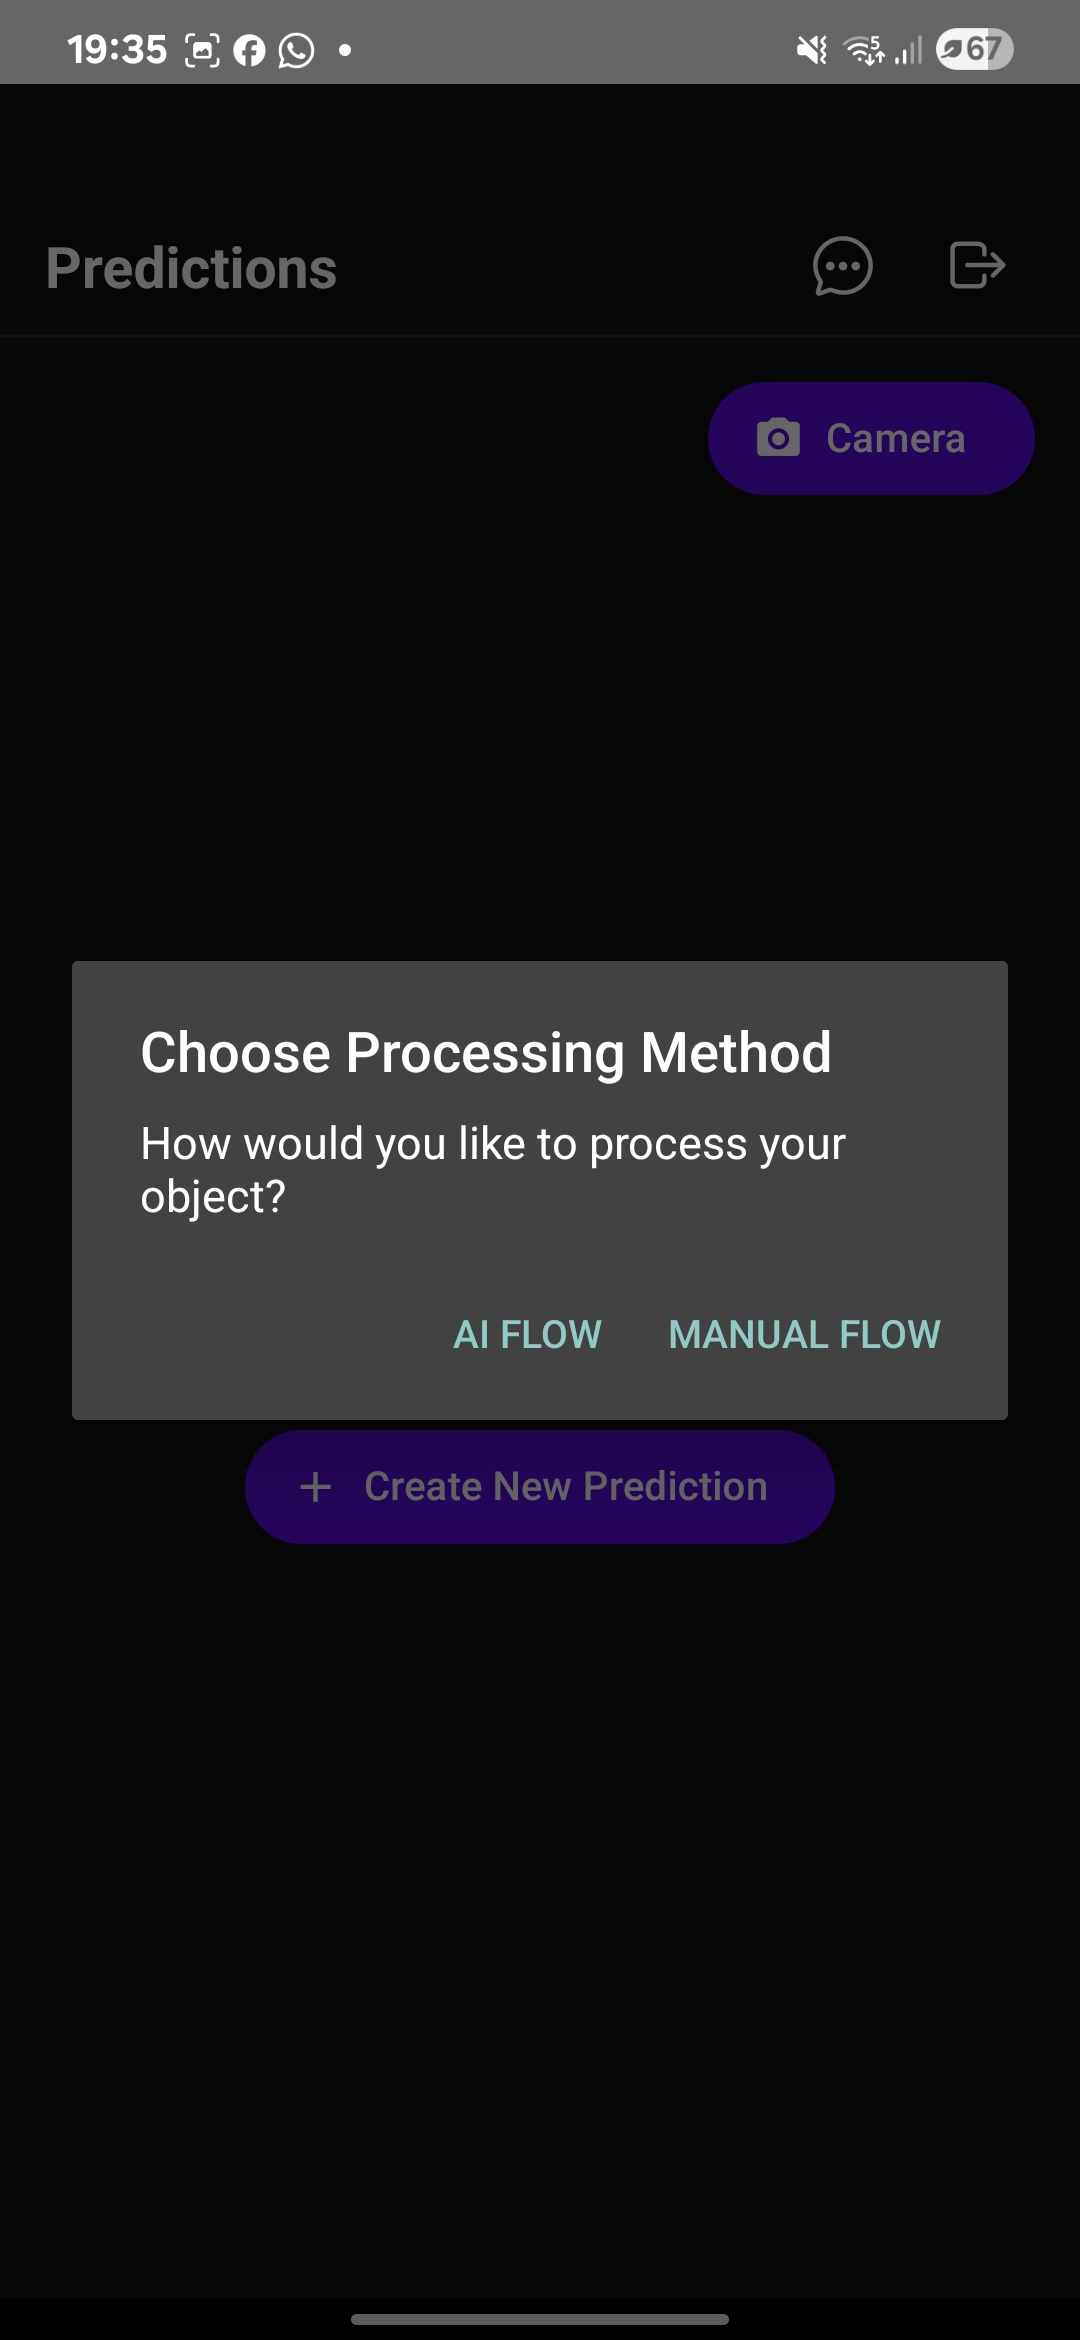 19:35
5
67
Predictions
Camera
Choose Processing Method
How would you like to process your
object?
AI FLOW
MANUAL FLOW
Create New Prediction